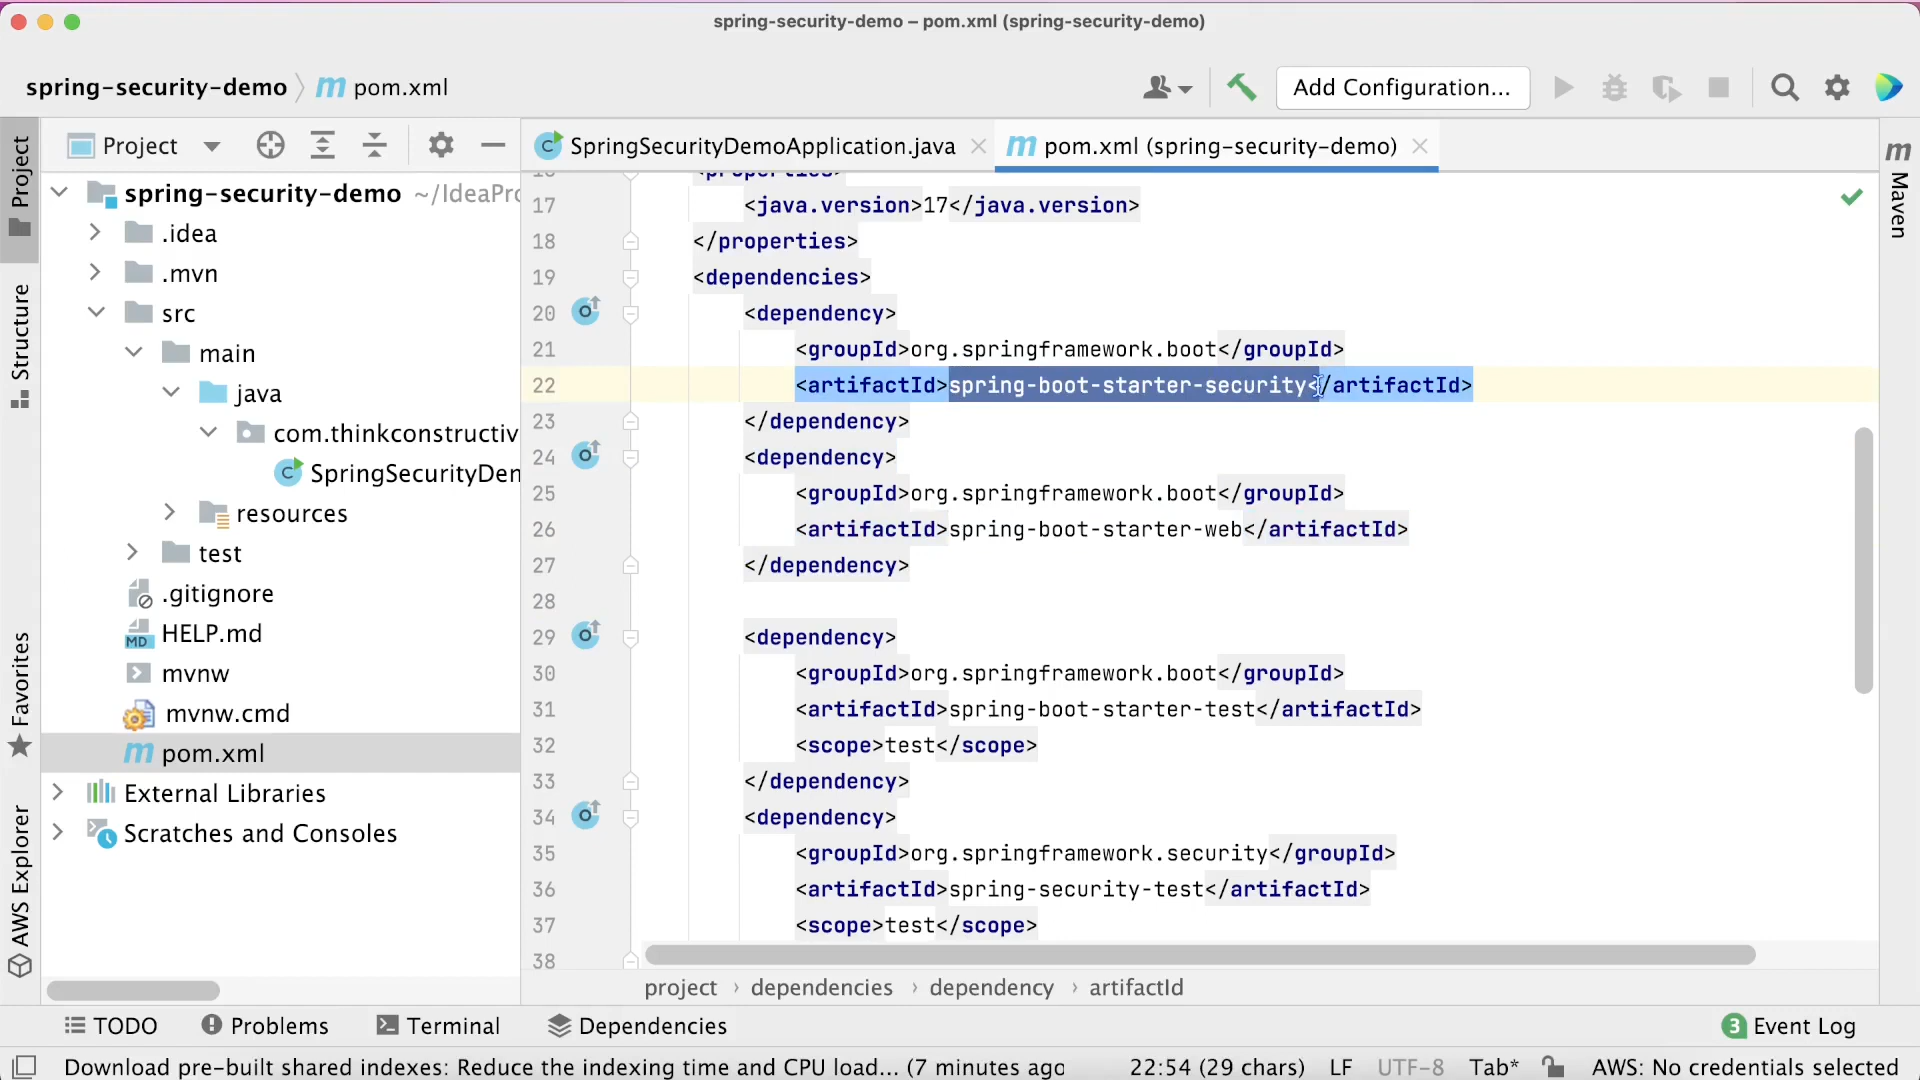 spring-security-demo – pom.xml (spring-security-demo)
spring-security-demo
pom.xml
Add Configuration...
Project
SpringSecurityDemoApplication.java
pom.xml (spring-security-demo)
Project
Structure
Favorites
AWS Explorer
Maven
spring-security-demo ~/IdeaPro
.idea
.mvn
src
main
java
com.thinkconstructiv
SpringSecurityDem
resources
test
.gitignore
HELP.md
mvnw
mvnw.cmd
pom.xml
External Libraries
Scratches and Consoles
16 <properties>
17 <java.version>17</java.version>
18 </properties>
19 <dependencies>
20 <dependency>
21 <groupId>org.springframework.boot</groupId>
22 <artifactId>spring-boot-starter-security</artifactId>
23 </dependency>
24 <dependency>
25 <groupId>org.springframework.boot</groupId>
26 <artifactId>spring-boot-starter-web</artifactId>
27 </dependency>
28
29 <dependency>
30 <groupId>org.springframework.boot</groupId>
31 <artifactId>spring-boot-starter-test</artifactId>
32 <scope>test</scope>
33 </dependency>
34 <dependency>
35 <groupId>org.springframework.security</groupId>
36 <artifactId>spring-security-test</artifactId>
37 <scope>test</scope>
38
project › dependencies › dependency › artifactId
TODO Problems Terminal Dependencies 3 Event Log
Download pre-built shared indexes: Reduce the indexing time and CPU load... (7 minutes ago 22:54 (29 chars) LF UTF-8 Tab* AWS: No credentials selected